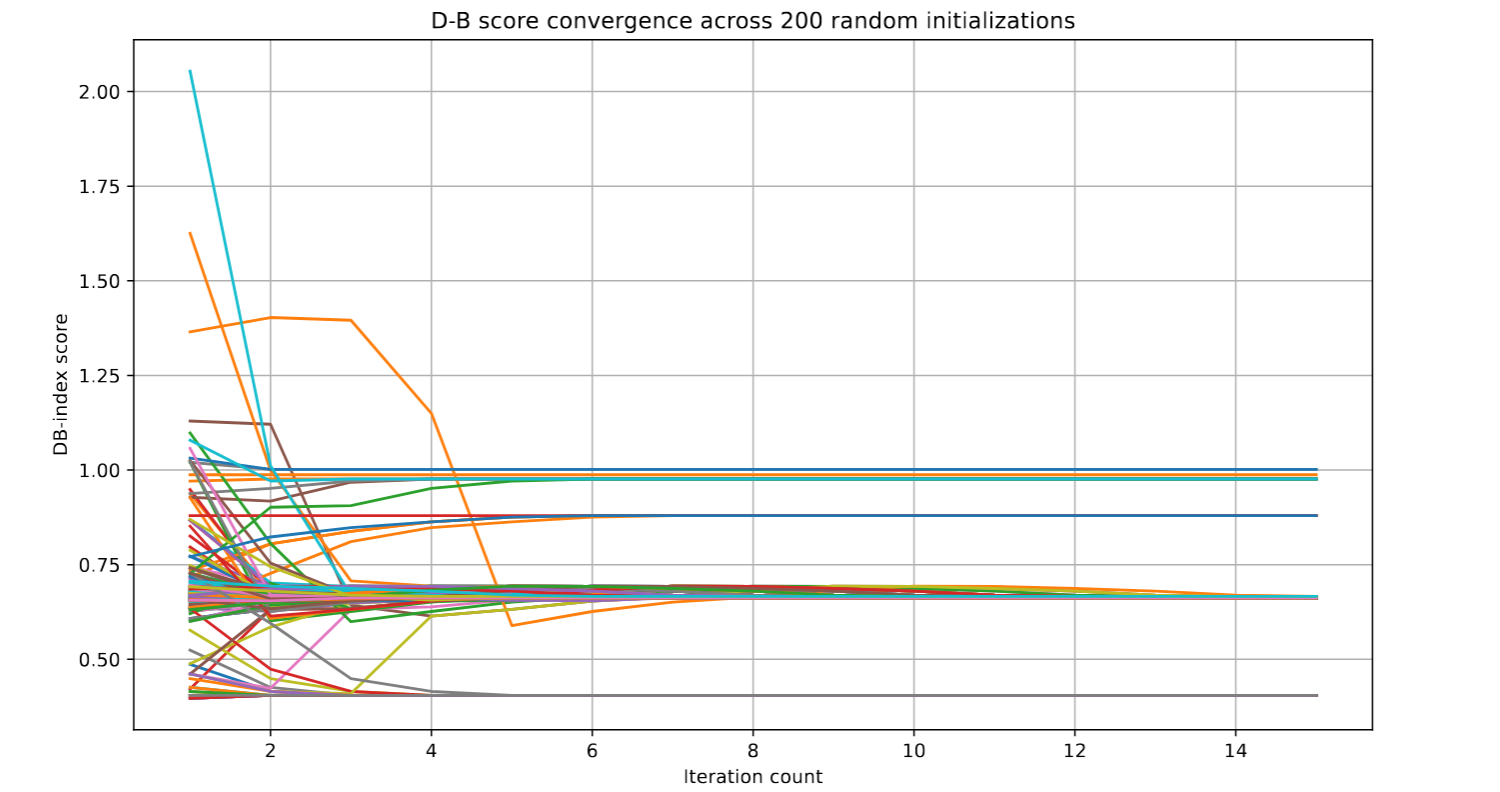 D-B score convergence across 200 random initializations
2.00
1.75
1.50
1.25
1.00
0.75
0.50
DB-index score
2 4 6 8 10 12 14
Iteration count